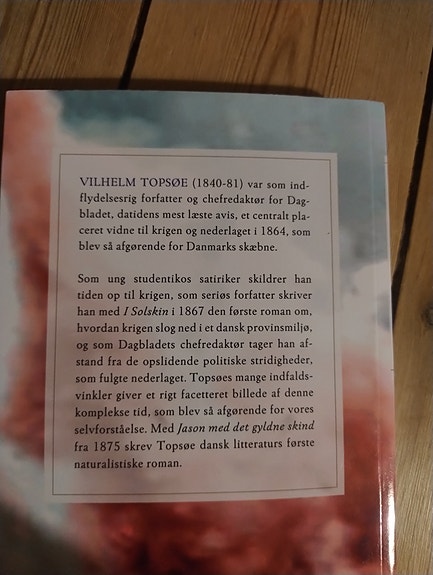 VILHELM TOPSØE (1840-81) var som ind-
flydelsesrig forfatter og chefredaktør for Dag-
bladet, datidens mest læste avis, et centralt pla-
ceret vidne til krigen og nederlaget i 1864, som
blev så afgørende for Danmarks skæbne.
Som ung studentikos satiriker skildrer han
tiden op til krigen, som seriøs forfatter skriver
han med I Solskin i 1867 den første roman om,
hvordan krigen slog ned i et dansk provinsmiljø,
og som Dagbladets chefredaktør tager han af-
stand fra de opslidende politiske stridigheder,
som fulgte nederlaget. Topsøes mange indfalds-
vinkler giver et rigt facetteret billede af denne
komplekse tid, som blev så afgørende for vores
selvforståelse. Med Jason med det gyldne skind
fra 1875 skrev Topsøe dansk litteraturs første
naturalistiske roman.